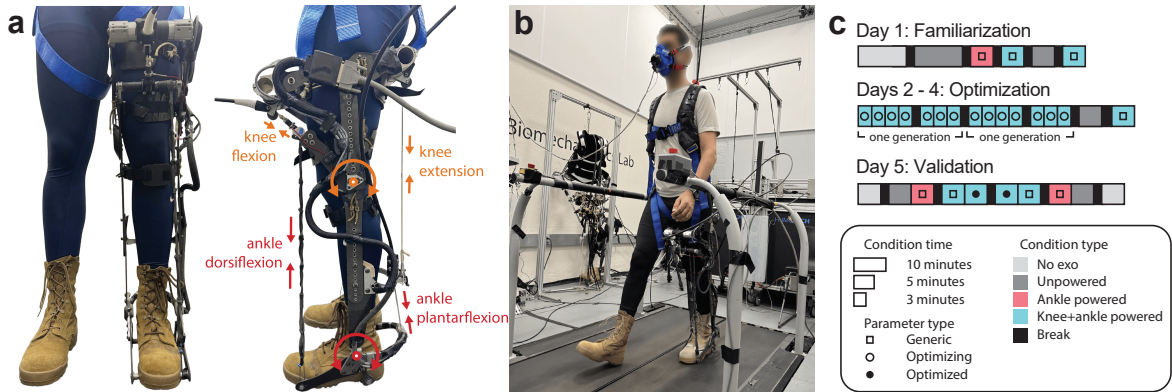 a
knee
flexion
knee
extension
ankle
dorsiflexion
ankle
plantarflexion
b
Biomecha
Lab
c
Day 1: Familiarization
Days 2 - 4: Optimization
one generation
one generation
Day 5: Validation
Condition time
10 minutes
5 minutes
3 minutes
Parameter type
Generic
Optimizing
Optimized
Condition type
No exo
Unpowered
Ankle powered
Knee+ankle powered
Break